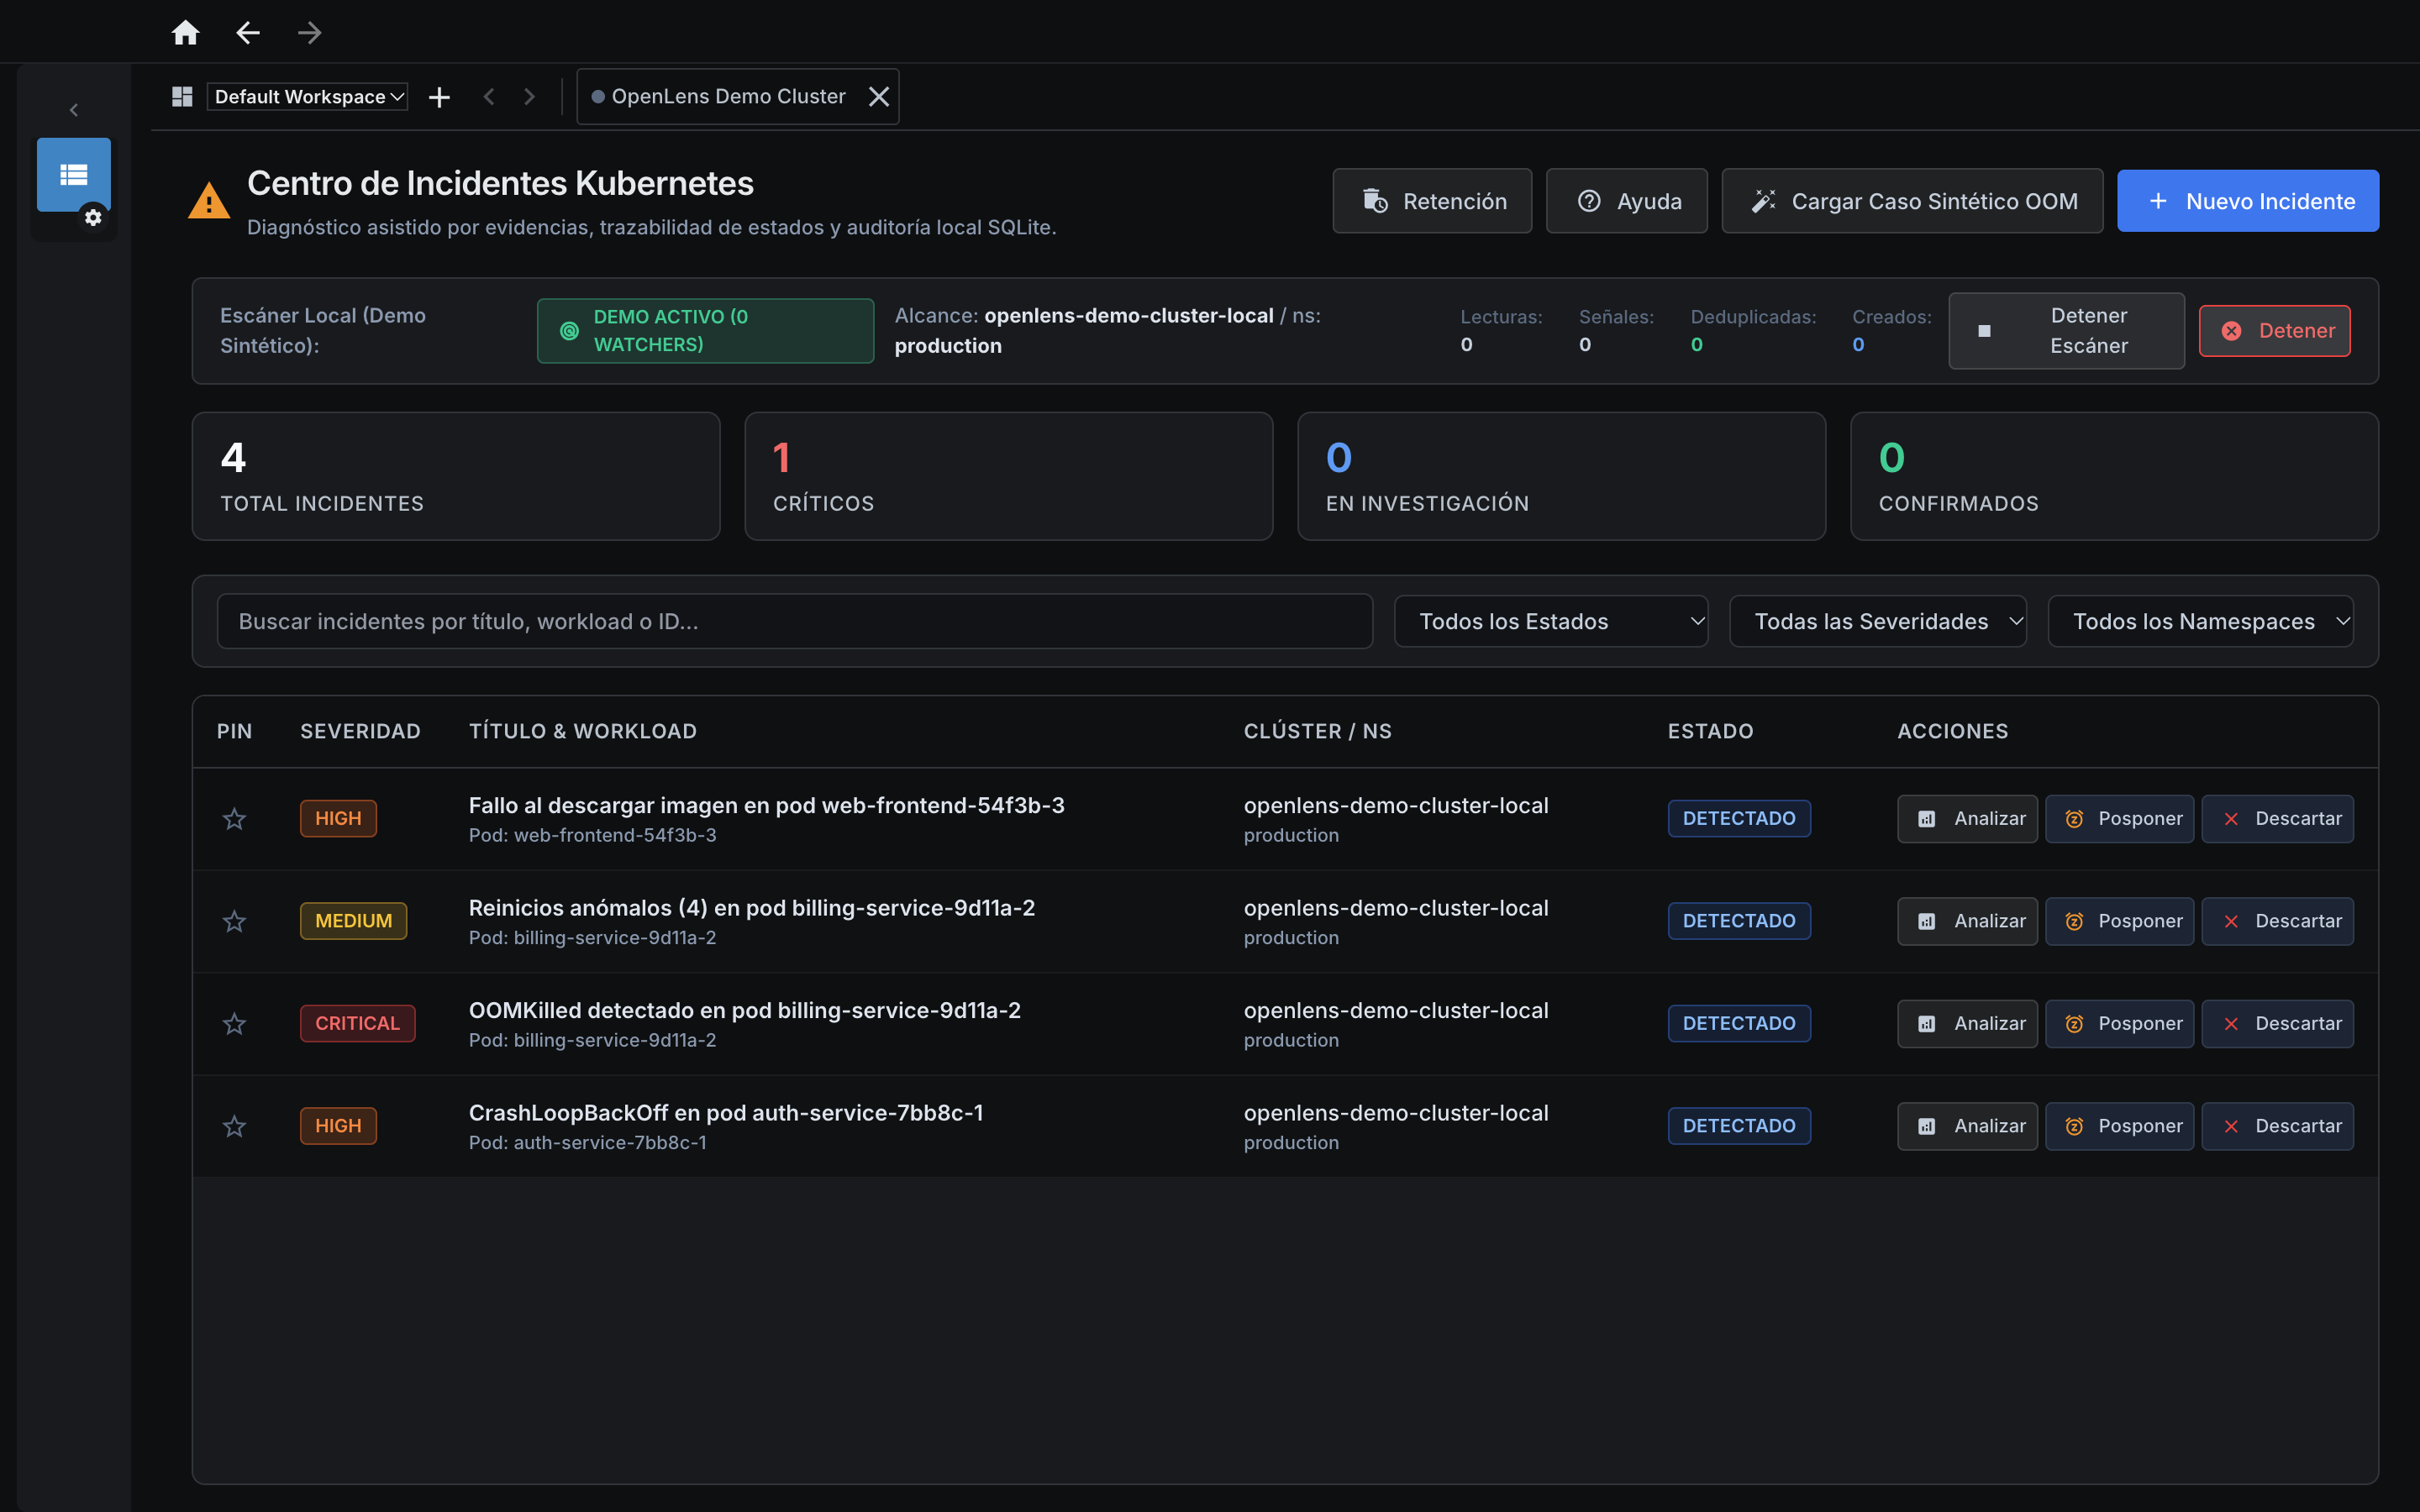 Default Workspace
OpenLens Demo Cluster
Centro de Incidentes Kubernetes
Diagnóstico asistido por evidencias, trazabilidad de estados y auditoría local SQLite.
Retención
Ayuda
Cargar Caso Sintético OOM
Nuevo Incidente
Escáner Local (Demo
Sintético):
DEMO ACTIVO (0
WATCHERS)
Alcance: openlens-demo-cluster-local / ns:
production
Lecturas:
0
Señales:
0
Deduplicadas:
0
Creados:
0
Detener
Escáner
Detener
4
TOTAL INCIDENTES
1
CRÍTICOS
0
EN INVESTIGACIÓN
0
CONFIRMADOS
Buscar incidentes por título, workload o ID...
Todos los Estados
Todas las Severidades
Todos los Namespaces
PIN SEVERIDAD TÍTULO & WORKLOAD CLÚSTER / NS ESTADO ACCIONES
HIGH
Fallo al descargar imagen en pod web-frontend-54f3b-3
Pod: web-frontend-54f3b-3
openlens-demo-cluster-local
production
DETECTADO
Analizar
Posponer
Descartar
MEDIUM
Reinicios anómalos (4) en pod billing-service-9d11a-2
Pod: billing-service-9d11a-2
openlens-demo-cluster-local
production
DETECTADO
Analizar
Posponer
Descartar
CRITICAL
OOMKilled detectado en pod billing-service-9d11a-2
Pod: billing-service-9d11a-2
openlens-demo-cluster-local
production
DETECTADO
Analizar
Posponer
Descartar
HIGH
CrashLoopBackOff en pod auth-service-7bb8c-1
Pod: auth-service-7bb8c-1
openlens-demo-cluster-local
production
DETECTADO
Analizar
Posponer
Descartar